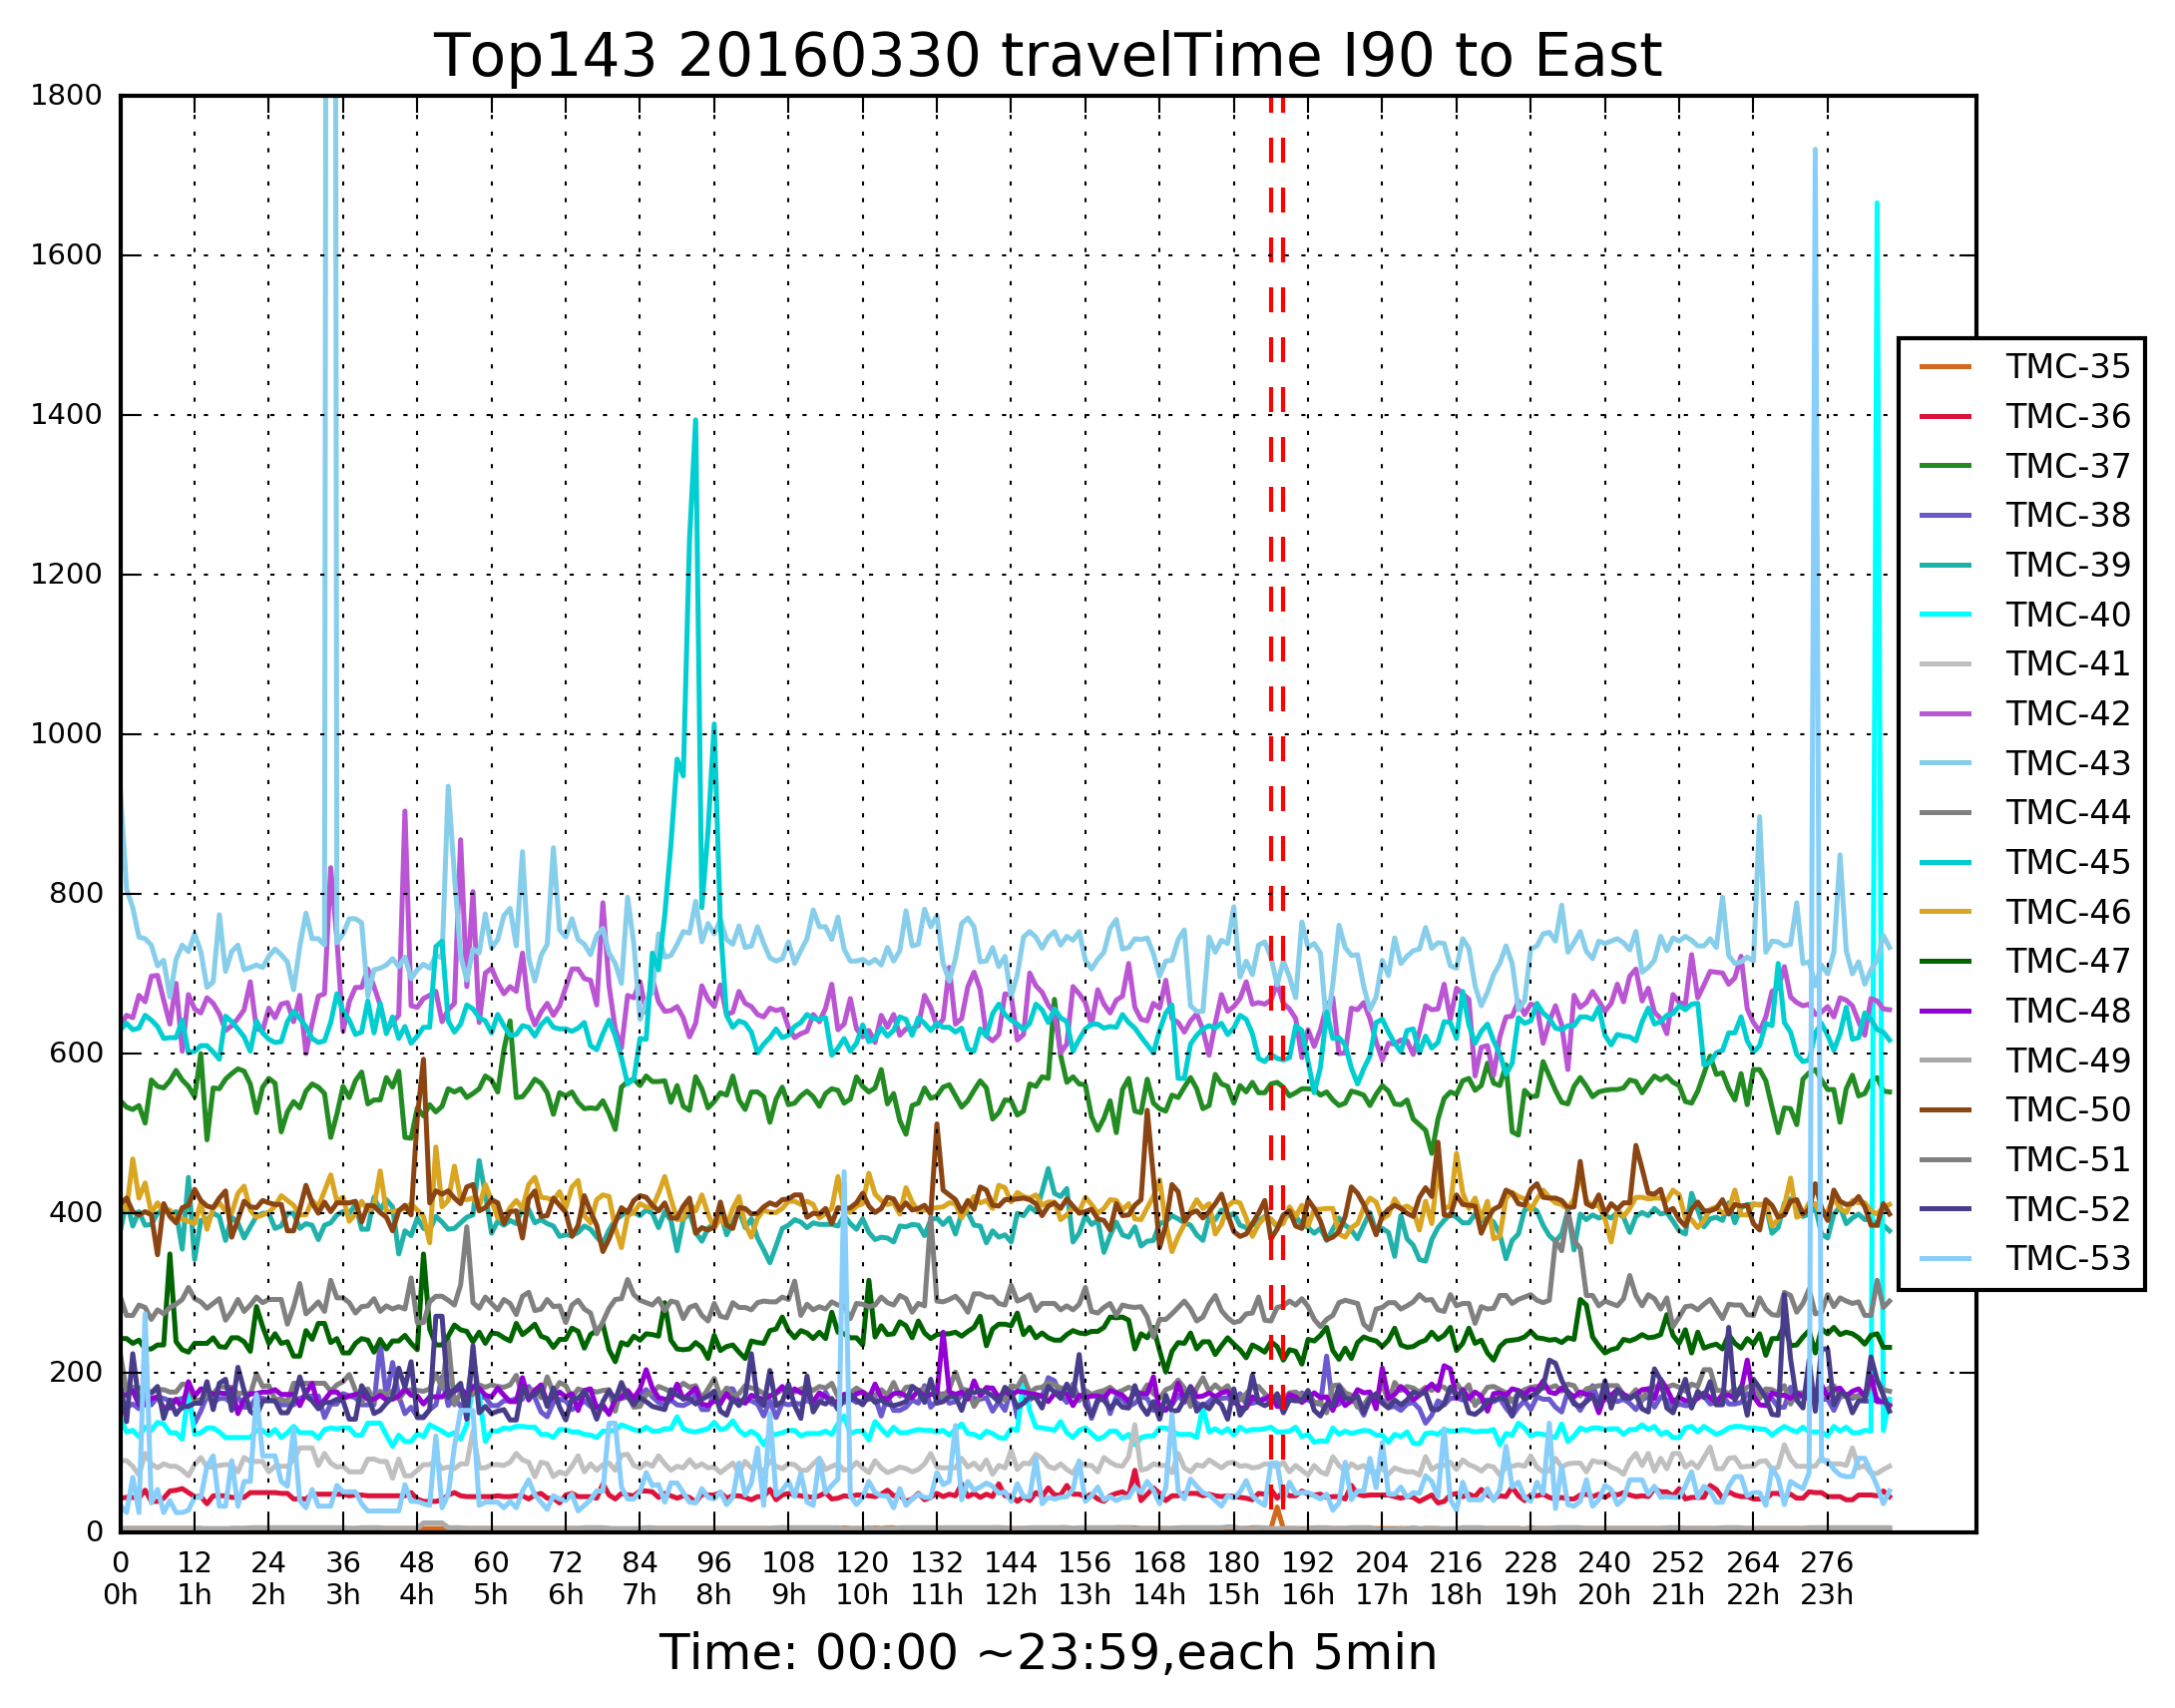 Top143 20160330 travelTime I90 to East
1800
1600
1400
1200
1000
800
600
400
200
0
TMC-35
TMC-36
TMC-37
TMC-38
TMC-39
TMC-40
TMC-41
TMC-42
TMC-43
TMC-44
TMC-45
TMC-46
TMC-47
TMC-48
TMC-49
TMC-50
TMC-51
TMC-52
TMC-53
0 12 24 36 48 60 72 84 96 108 120 132 144 156 168 180 192 204 216 228 240 252 264 276
0h 1h 2h 3h 4h 5h 6h 7h 8h 9h 10h 11h 12h 13h 14h 15h 16h 17h 18h 19h 20h 21h 22h 23h
Time: 00:00 ~23:59,each 5min